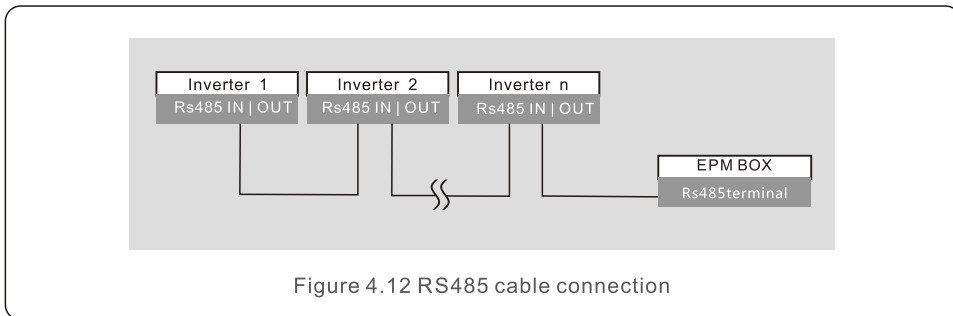 Inverter 1 Inverter 2 Inverter n
Rs485 IN | OUT Rs485 IN | OUT Rs485 IN | OUT
EPM BOX
Rs485terminal
Figure 4.12 RS485 cable connection